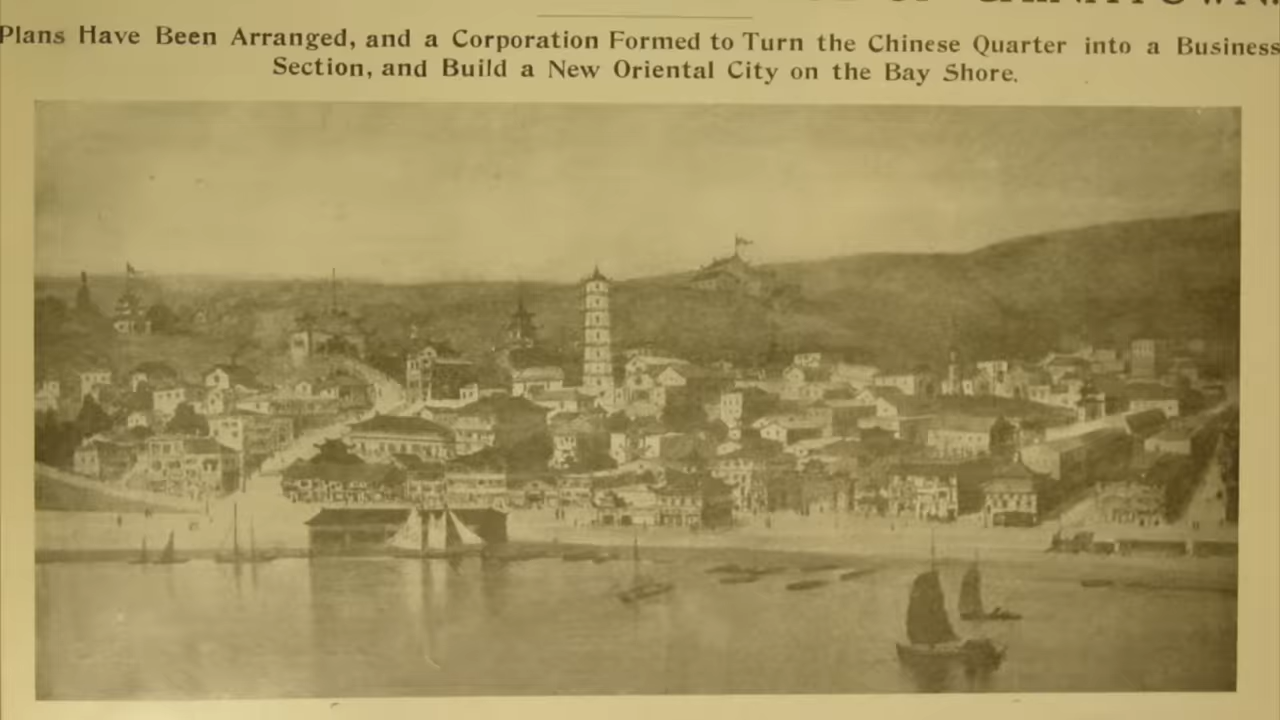 CHINATOWN.
Plans Have Been Arranged, and a Corporation Formed to Turn the Chinese Quarter into a Business
Section, and Build a New Oriental City on the Bay Shore.